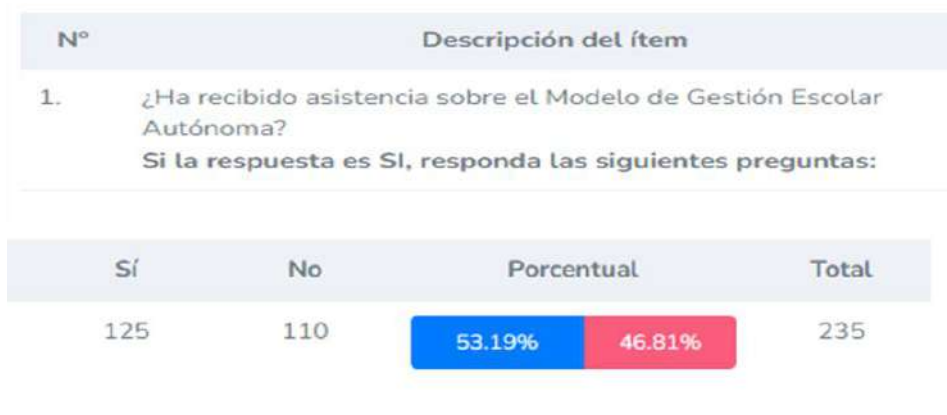 N° Descripción del ítem
1. ¿Ha recibido asistencia sobre el Modelo de Gestión Escolar
Autónoma?
Si la respuesta es SI, responda las siguientes preguntas:
Sí No Porcentual Total
125 110 53.19% 46.81% 235